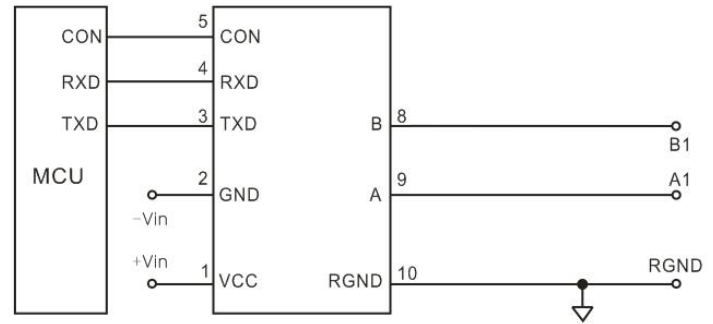 CON 5 CON
RXD 4 RXD
TXD 3 TXD B 8
B1
MCU 2 GND A 9 A1
-Vin
+Vin 1 VCC RGND 10 RGND